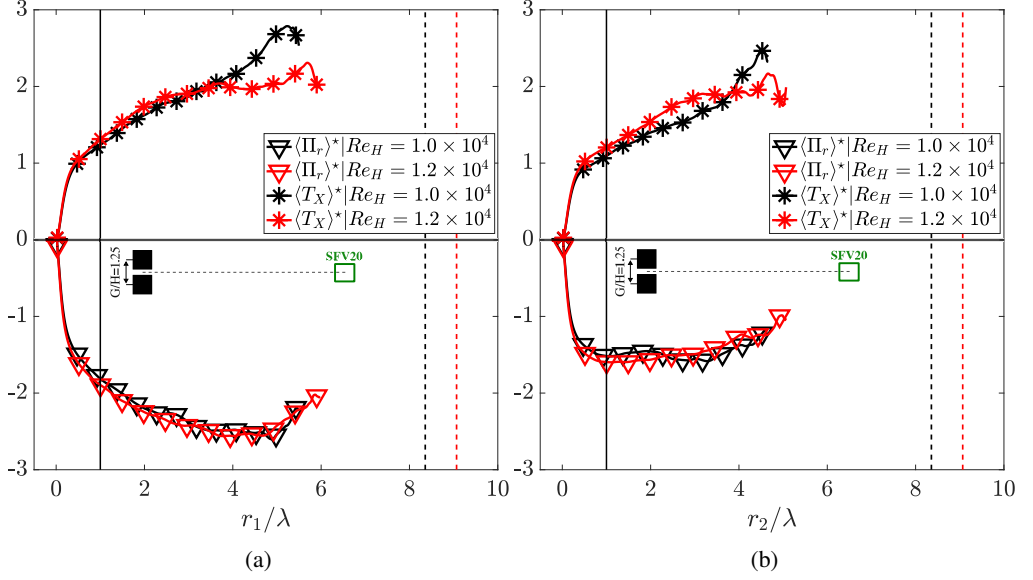 3
2
1
0
-1
-2
-3
0 2 4 6 8 10
⟨Π_r⟩*|Re_H = 1.0 × 10^4
⟨Π_r⟩*|Re_H = 1.2 × 10^4
⟨T_X⟩*|Re_H = 1.0 × 10^4
⟨T_X⟩*|Re_H = 1.2 × 10^4
G/H=1.25
SFV20
r_1/λ
(a)
3
2
1
0
-1
-2
-3
0 2 4 6 8 10
⟨Π_r⟩*|Re_H = 1.0 × 10^4
⟨Π_r⟩*|Re_H = 1.2 × 10^4
⟨T_X⟩*|Re_H = 1.0 × 10^4
⟨T_X⟩*|Re_H = 1.2 × 10^4
G/H=1.25
SFV20
r_2/λ
(b)